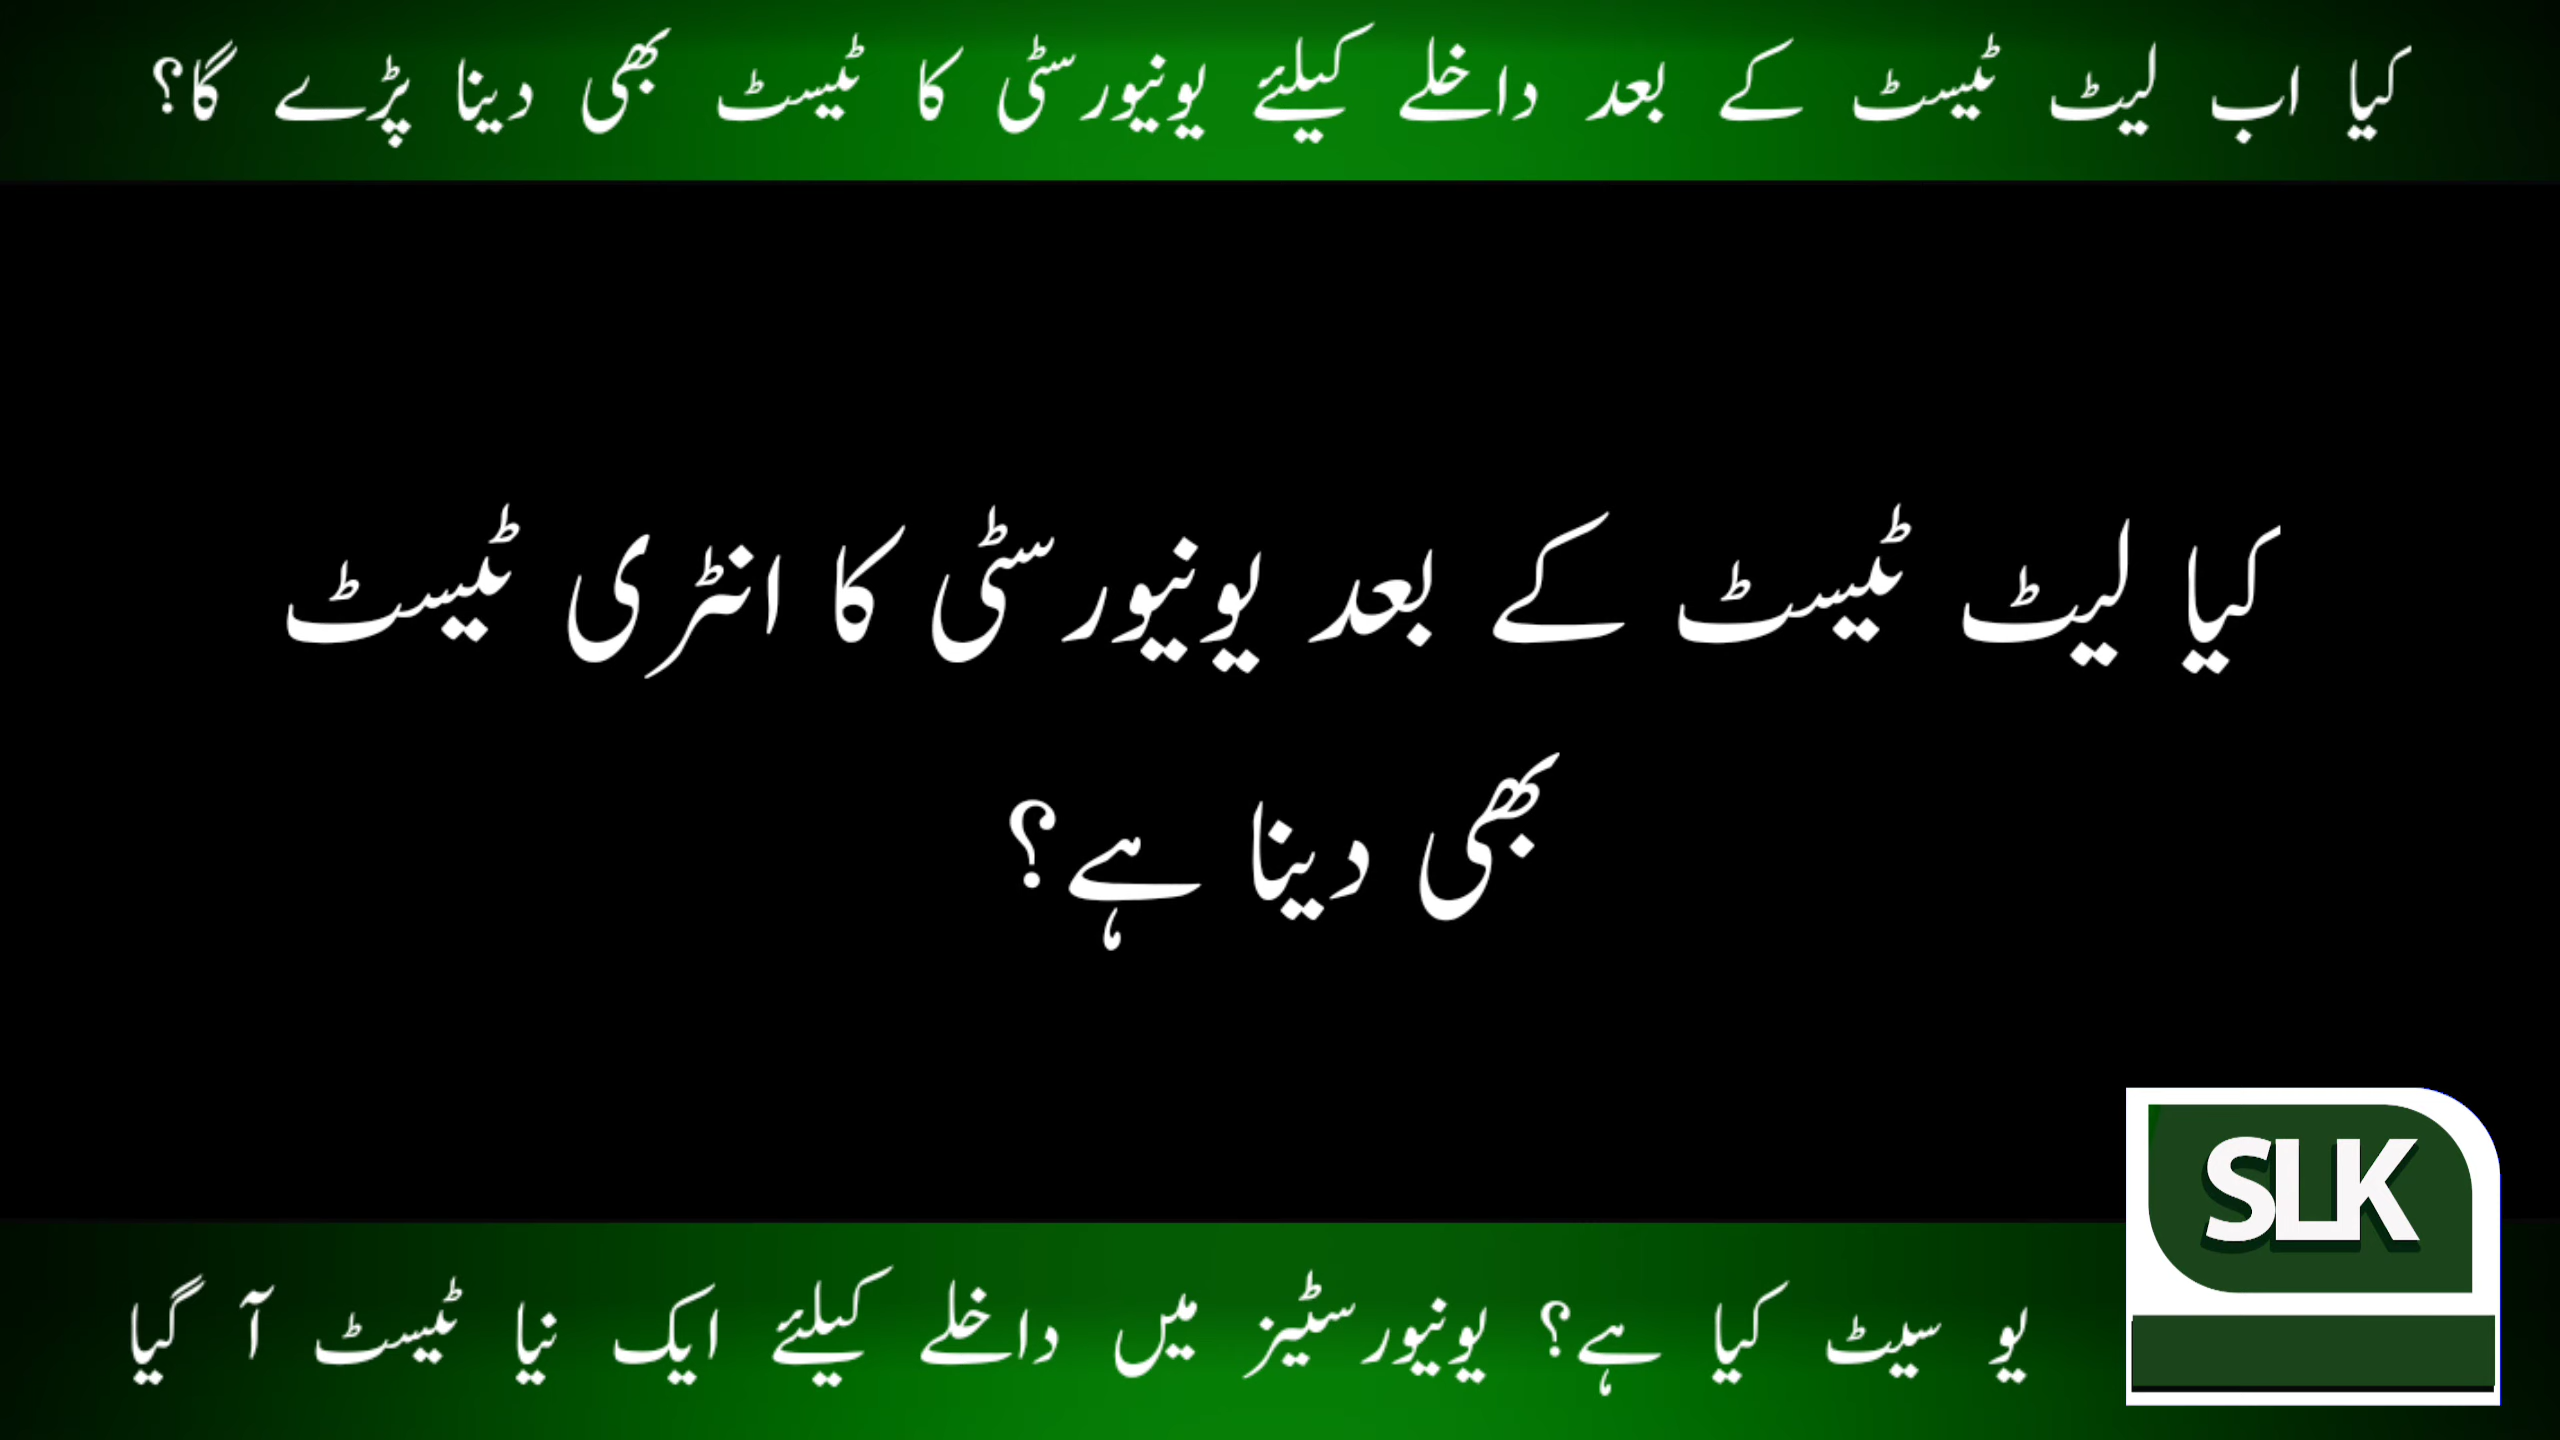 کیا اب لیٹ ٹیسٹ کے بعد داخلے کیلئے یونیورسٹی کا ٹیسٹ بھی دینا پڑے گا؟
کیا لیٹ ٹیسٹ کے بعد یونیورسٹی کا انٹری ٹیسٹ
بھی دینا ہے؟
SLK
یو سیٹ کیا ہے؟ یونیورسٹیز میں داخلے کیلئے ایک نیا ٹیسٹ آ گیا